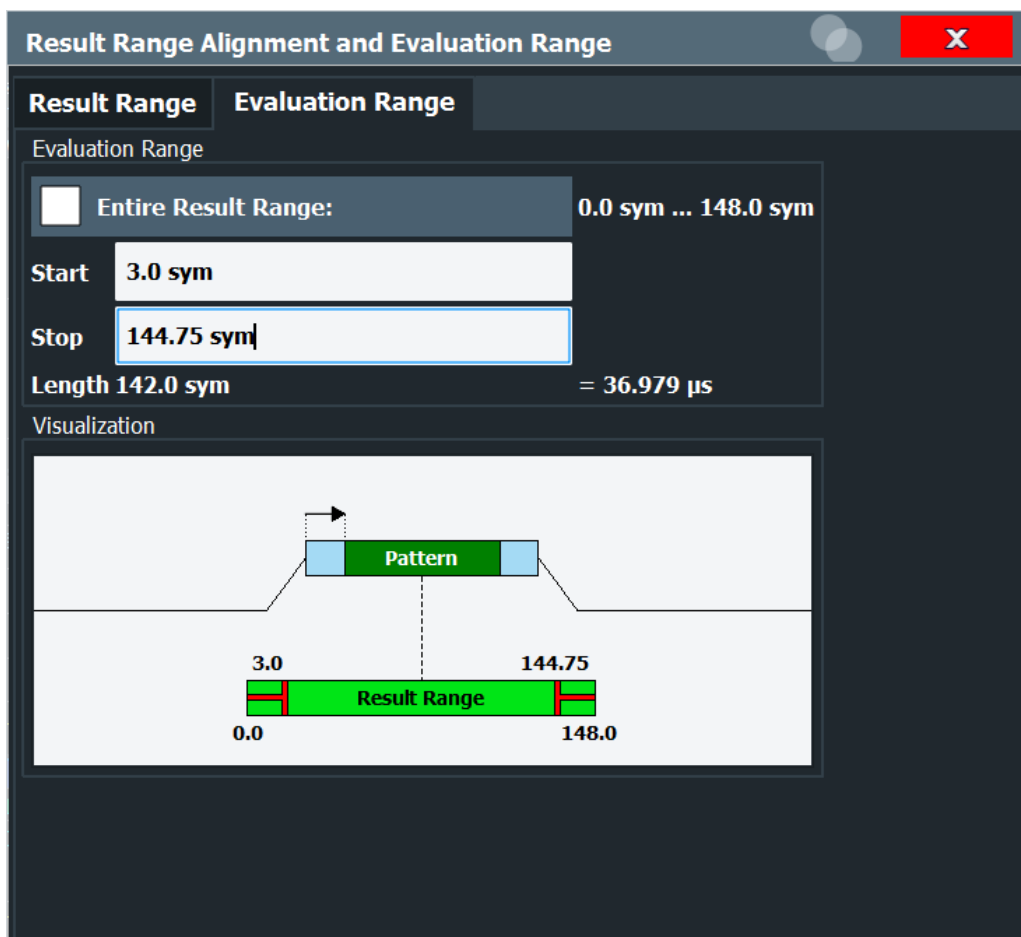 Result Range Alignment and Evaluation Range X
Result Range Evaluation Range
Evaluation Range
Entire Result Range: 0.0 sym ... 148.0 sym
Start 3.0 sym
Stop 144.75 sym
Length 142.0 sym = 36.979 µs
Visualization
Pattern
3.0 144.75
Result Range
0.0 148.0